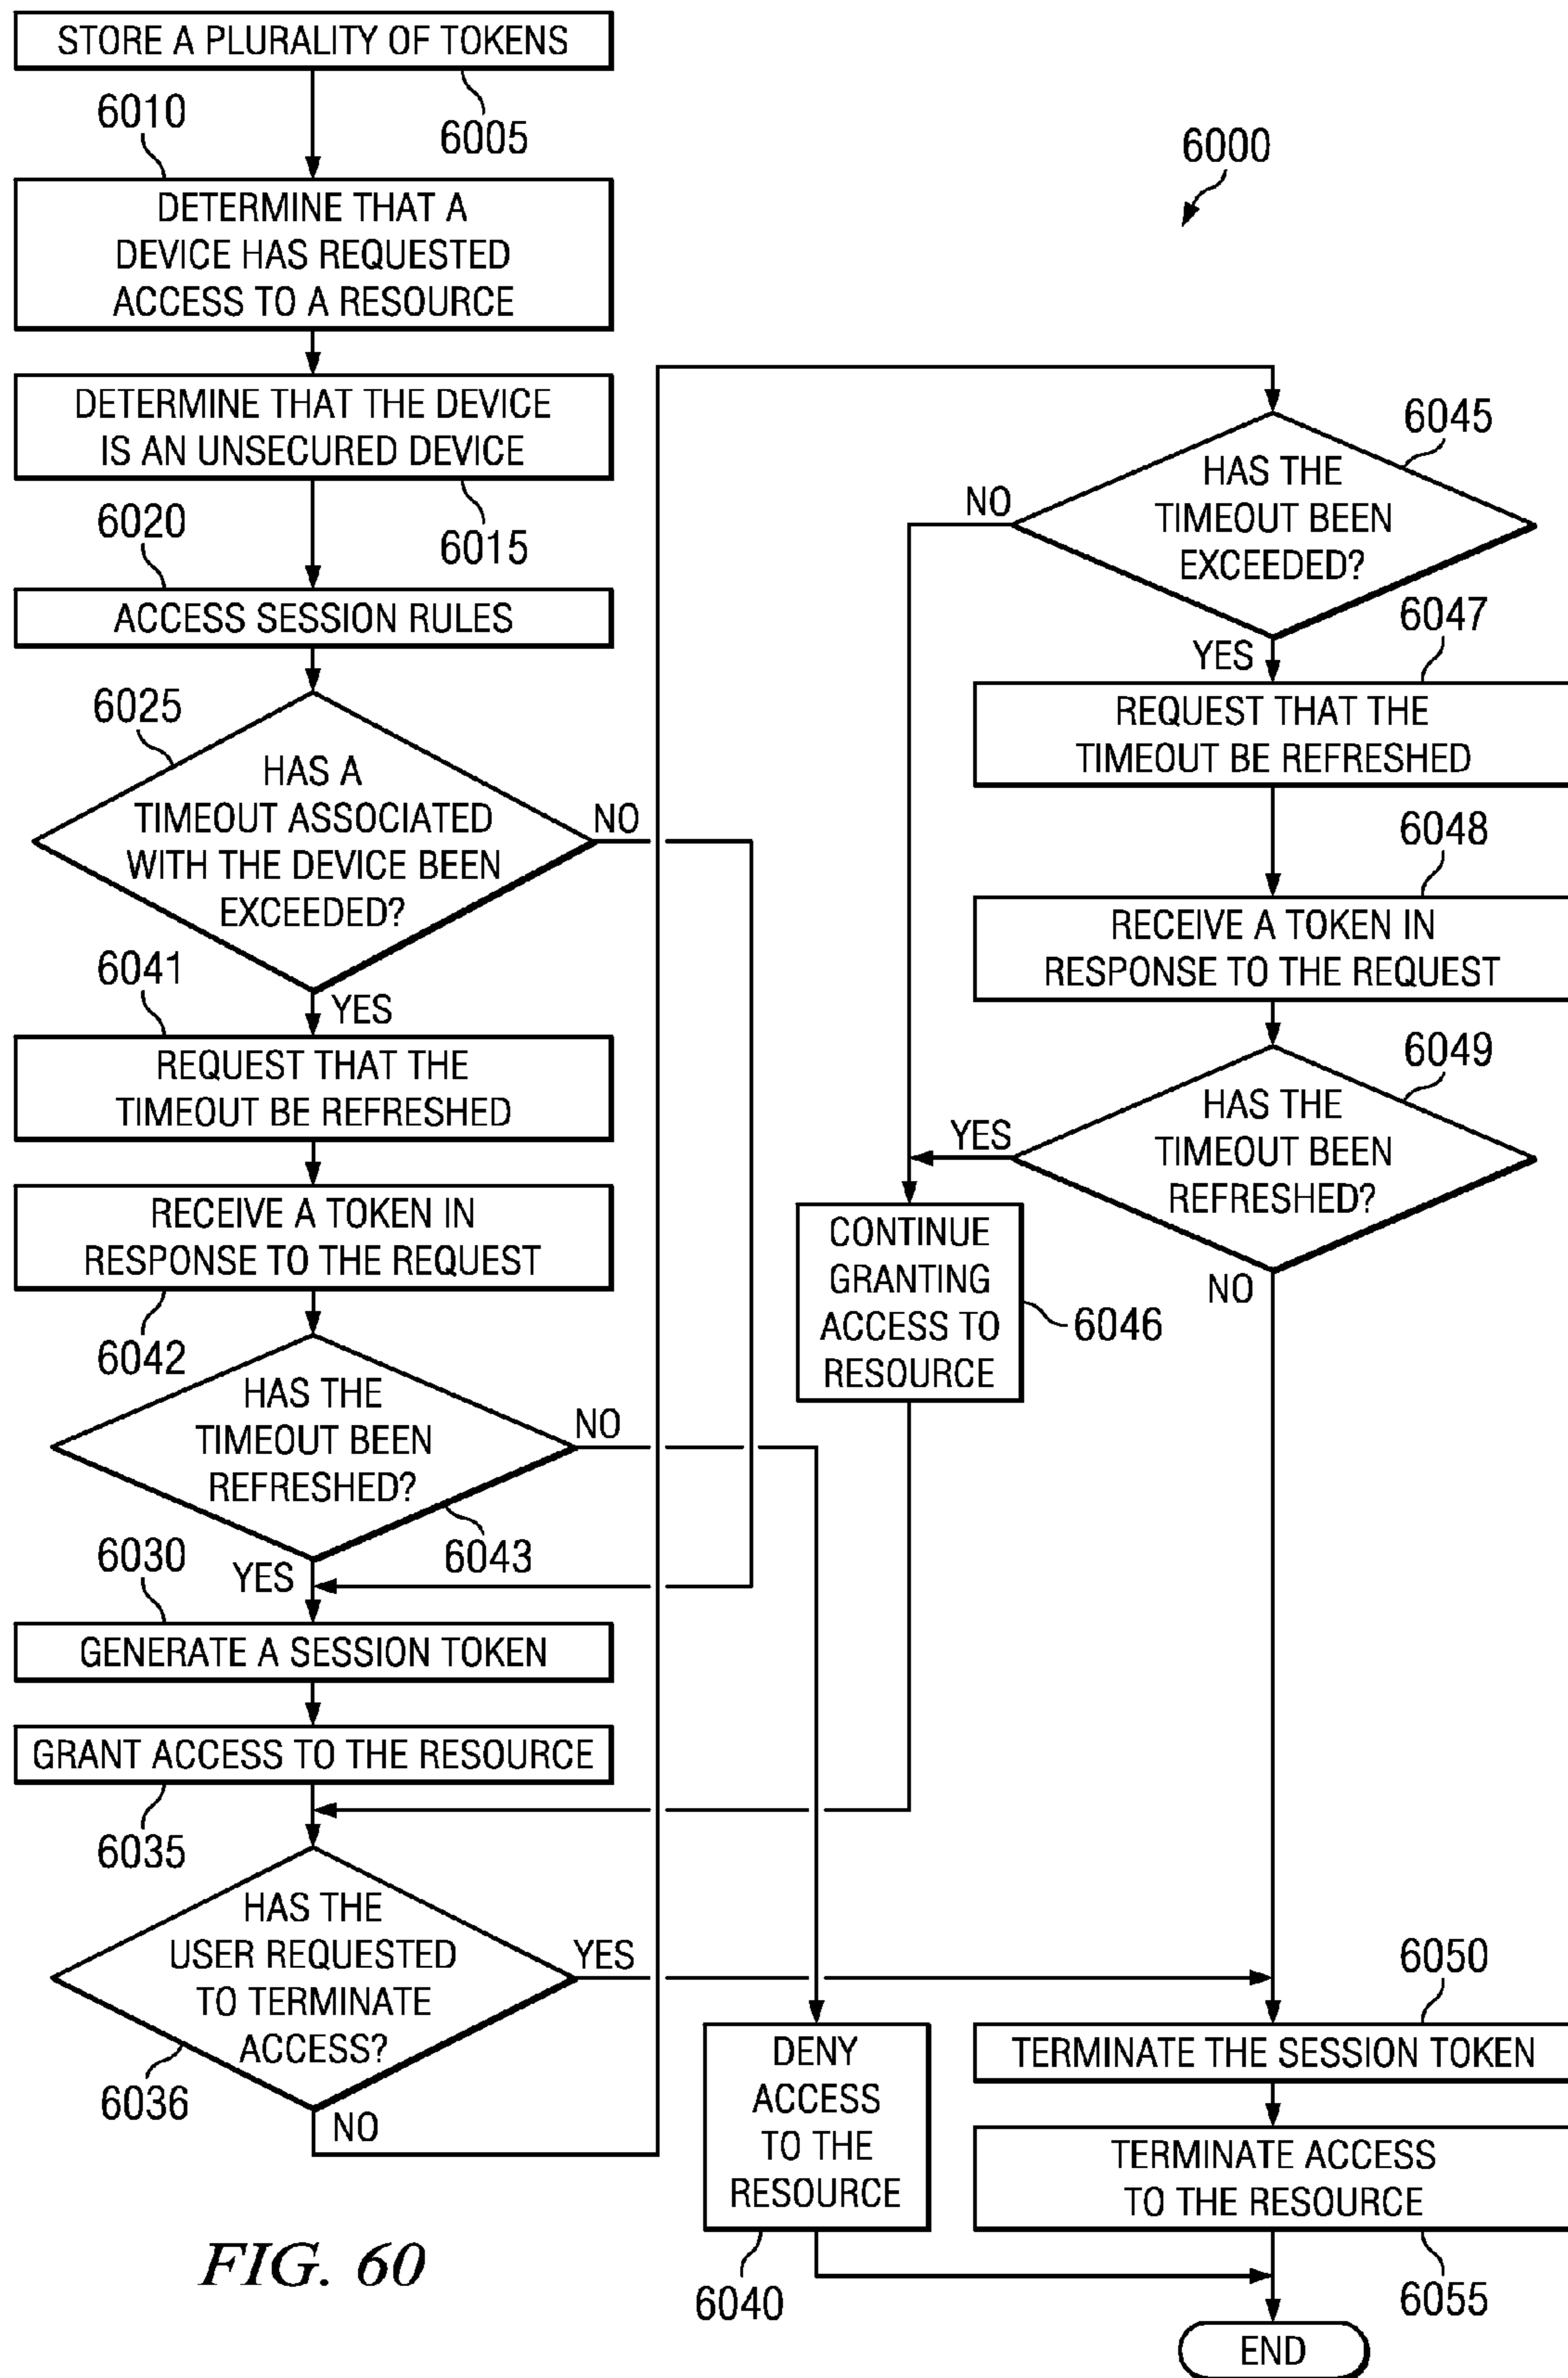 STORE A PLURALITY OF TOKENS
6005
6010
DETERMINE THAT A
DEVICE HAS REQUESTED
ACCESS TO A RESOURCE
DETERMINE THAT THE DEVICE
IS AN UNSECURED DEVICE
6015
6020
ACCESS SESSION RULES
6025
HAS A
TIMEOUT ASSOCIATED
WITH THE DEVICE BEEN
EXCEEDED?
NO
YES
6041
REQUEST THAT THE
TIMEOUT BE REFRESHED
RECEIVE A TOKEN IN
RESPONSE TO THE REQUEST
6042
HAS THE
TIMEOUT BEEN
REFRESHED?
NO
6043
YES
6030
GENERATE A SESSION TOKEN
GRANT ACCESS TO THE RESOURCE
6035
HAS THE
USER REQUESTED
TO TERMINATE
ACCESS?
YES
6036
NO
6000
6045
HAS THE
TIMEOUT BEEN
EXCEEDED?
NO
YES
6047
REQUEST THAT THE
TIMEOUT BE REFRESHED
6048
RECEIVE A TOKEN IN
RESPONSE TO THE REQUEST
6049
HAS THE
TIMEOUT BEEN
REFRESHED?
YES
NO
CONTINUE
GRANTING
ACCESS TO
RESOURCE
6046
DENY
ACCESS
TO THE
RESOURCE
6040
6050
TERMINATE THE SESSION TOKEN
TERMINATE ACCESS
TO THE RESOURCE
6055
END
FIG. 60